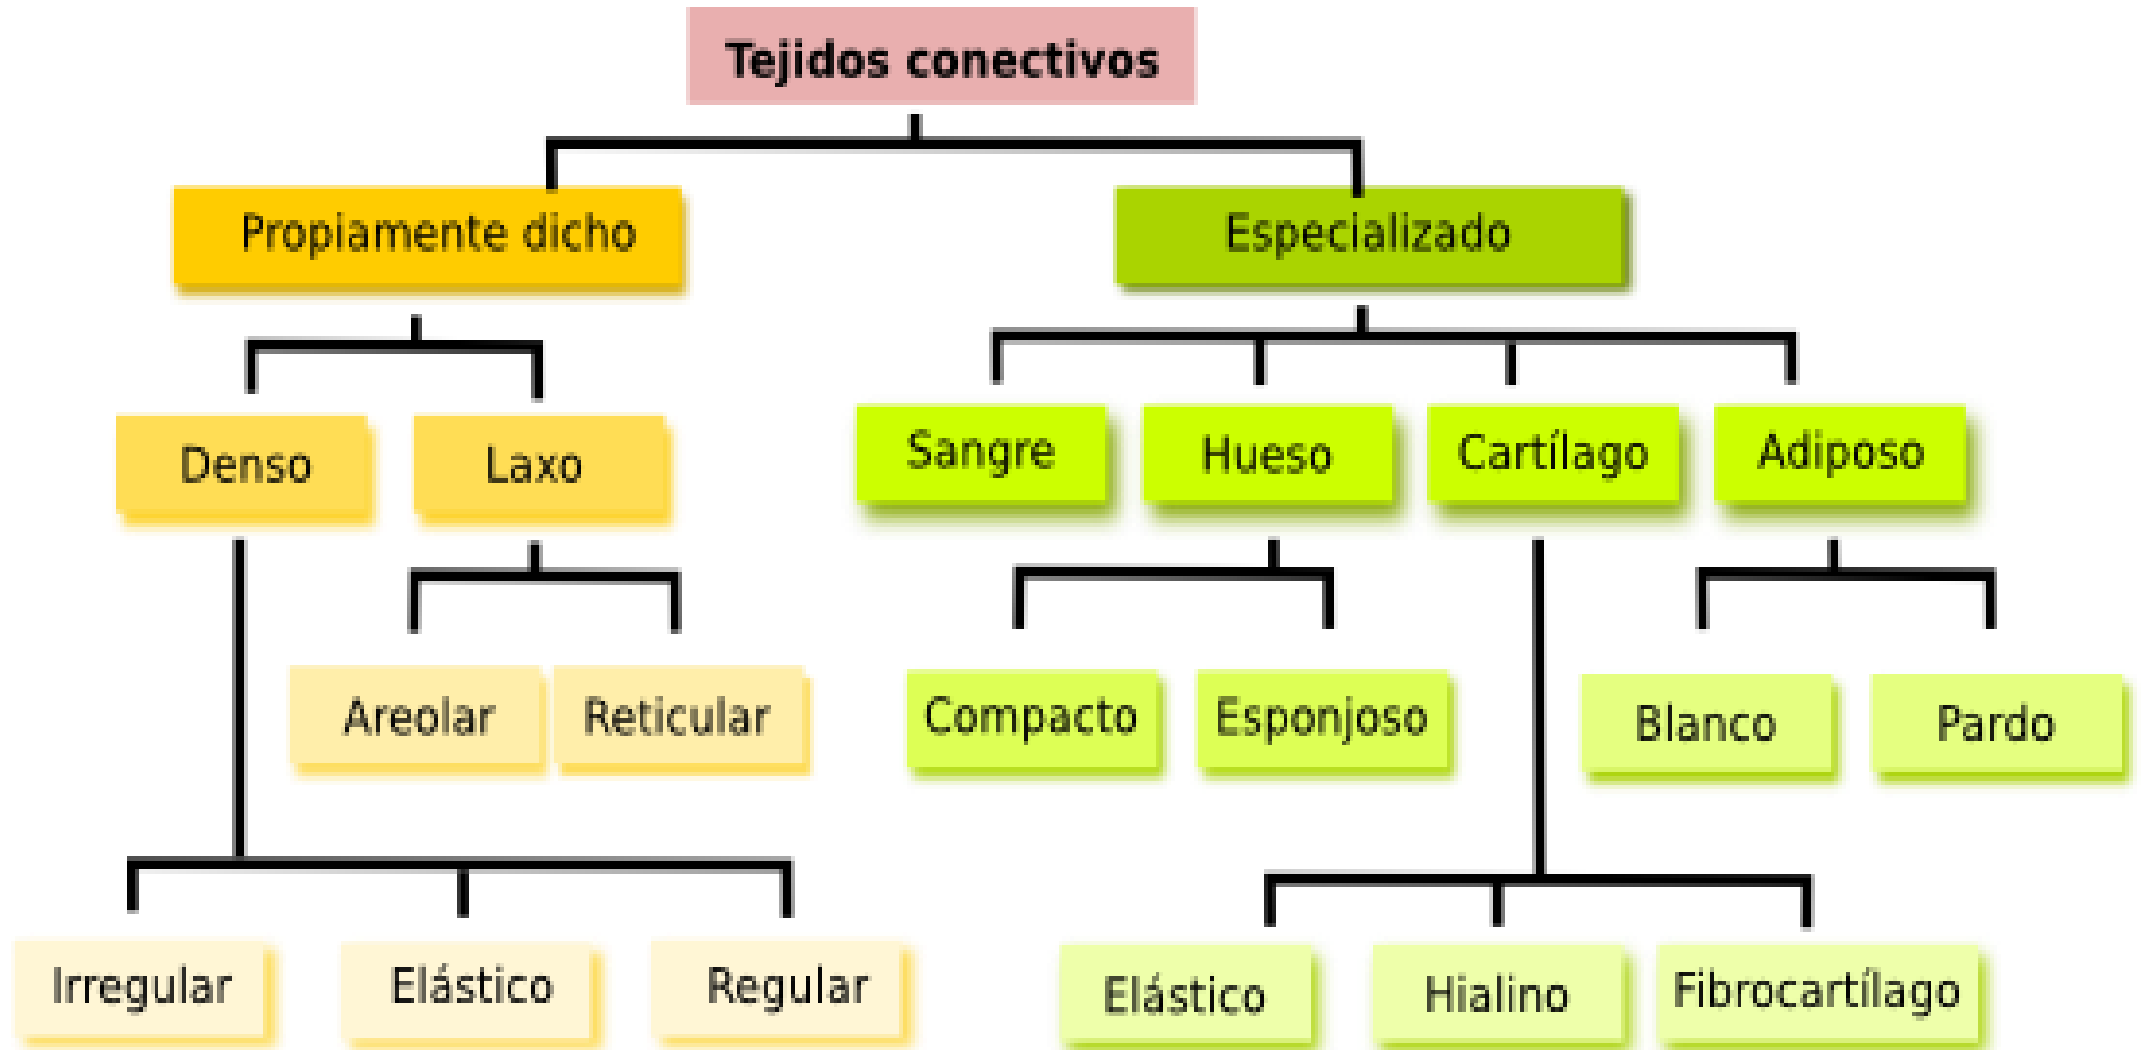 Tejidos conectivos
Propiamente dicho
Especializado
Denso
Laxo
Sangre
Hueso
Cartílago
Adiposo
Areolar
Reticular
Compacto
Esponjoso
Blanco
Pardo
Irregular
Elástico
Regular
Elástico
Hialino
Fibrocartílago